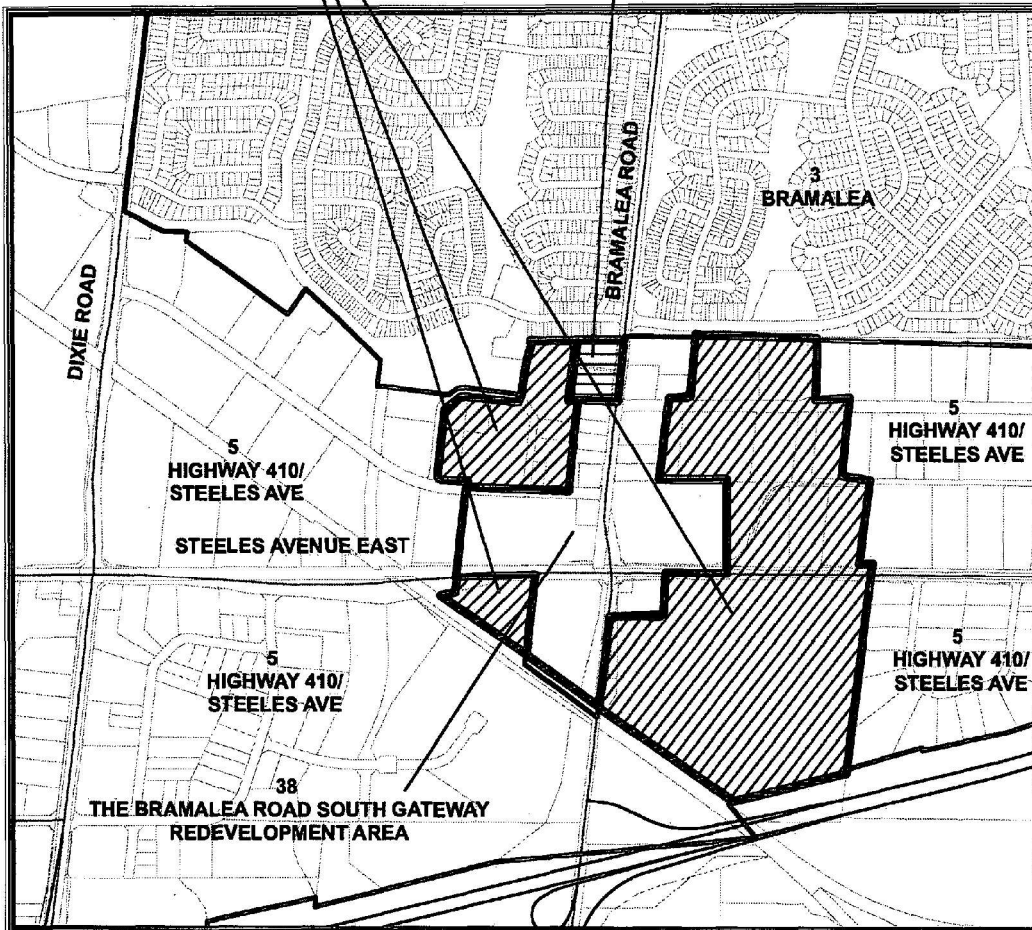 3
BRAMALEA
BRAMALEA ROAD
DIXIE ROAD
5
HIGHWAY 410/
STEELES AVE
5
HIGHWAY 410/
STEELES AVE
STEELES AVENUE EAST
5
HIGHWAY 410/
STEELES AVE
5
HIGHWAY 410/
STEELES AVE
38
THE BRAMALEA ROAD SOUTH GATEWAY
REDEVELOPMENT AREA